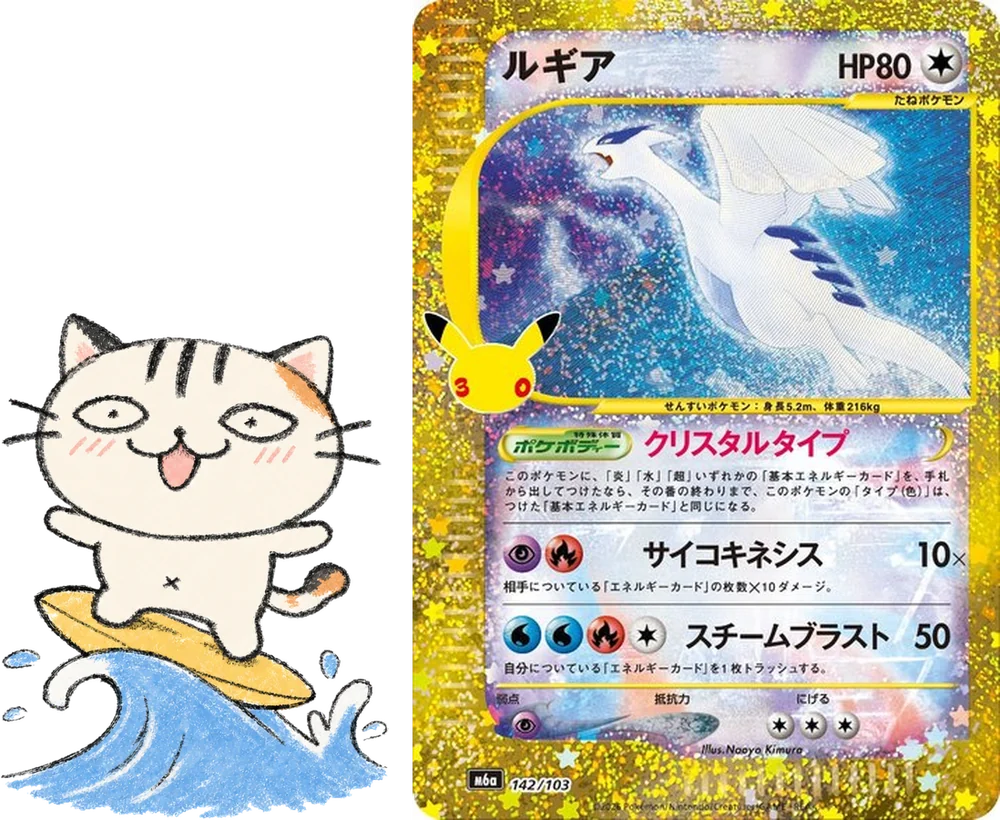 ルギア
HP80
たねポケモン
30
せんすいポケモン：身長5.2m、体重216kg
特殊体質
ポケボディー
クリスタルタイプ
このポケモンに、「炎」「水」「超」いずれかの「基本エネルギーカード」を、手札
から出してつけたなら、その番の終わりまで、このポケモンの「タイプ(色)」は、
つけた「基本エネルギーカード」と同じになる。
サイコキネシス 10×
相手についている「エネルギーカード」の枚数×10ダメージ。
スチームブラスト 50
自分についている「エネルギーカード」を1枚トラッシュする。
弱点 抵抗力 にげる
Illus. Naoyo Kimura
M6a 142/103
©2026 Pokémon/Nintendo/Creatures/GAME FREAK